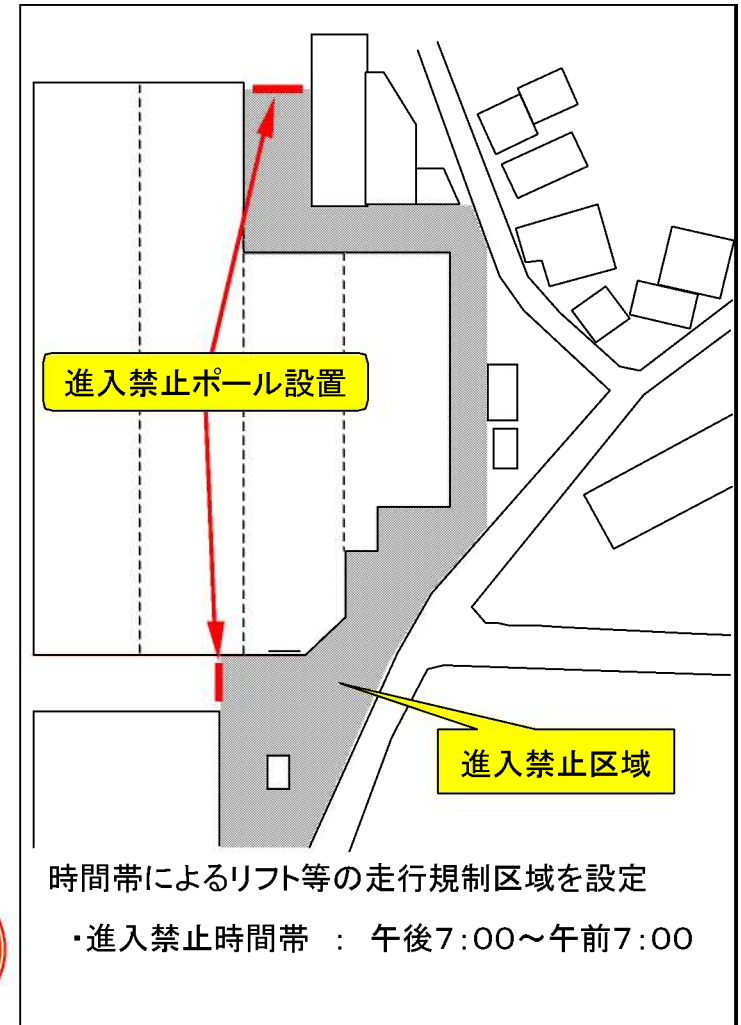 進入禁止ポール設置
進入禁止区域
時間帯によるリフト等の走行規制区域を設定
・進入禁止時間帯 : 午後7:00～午前7:00